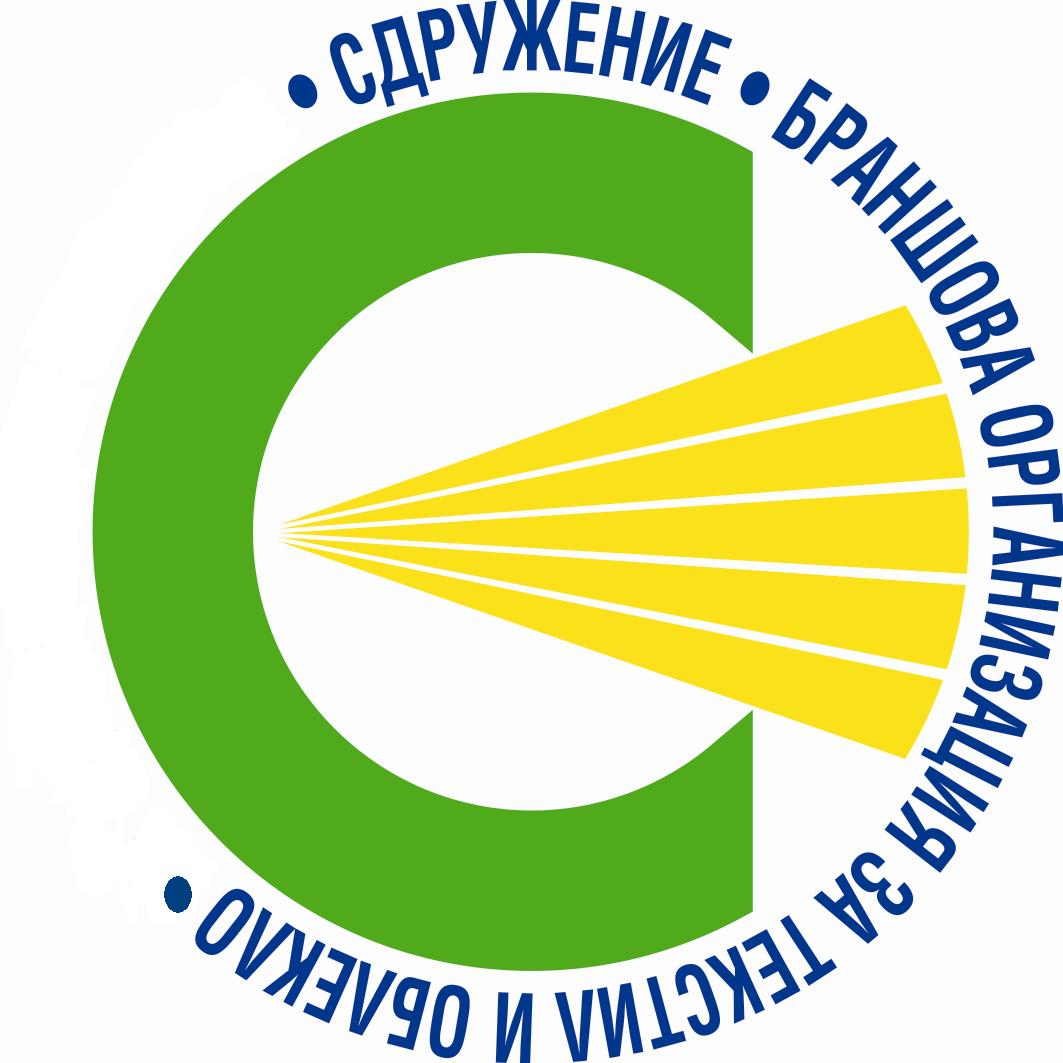 • СДРУЖЕНИЕ • БРАНШОВА ОРГАНИЗАЦИЯ ЗА ТЕКСТИЛ И ОБЛЕКЛО •